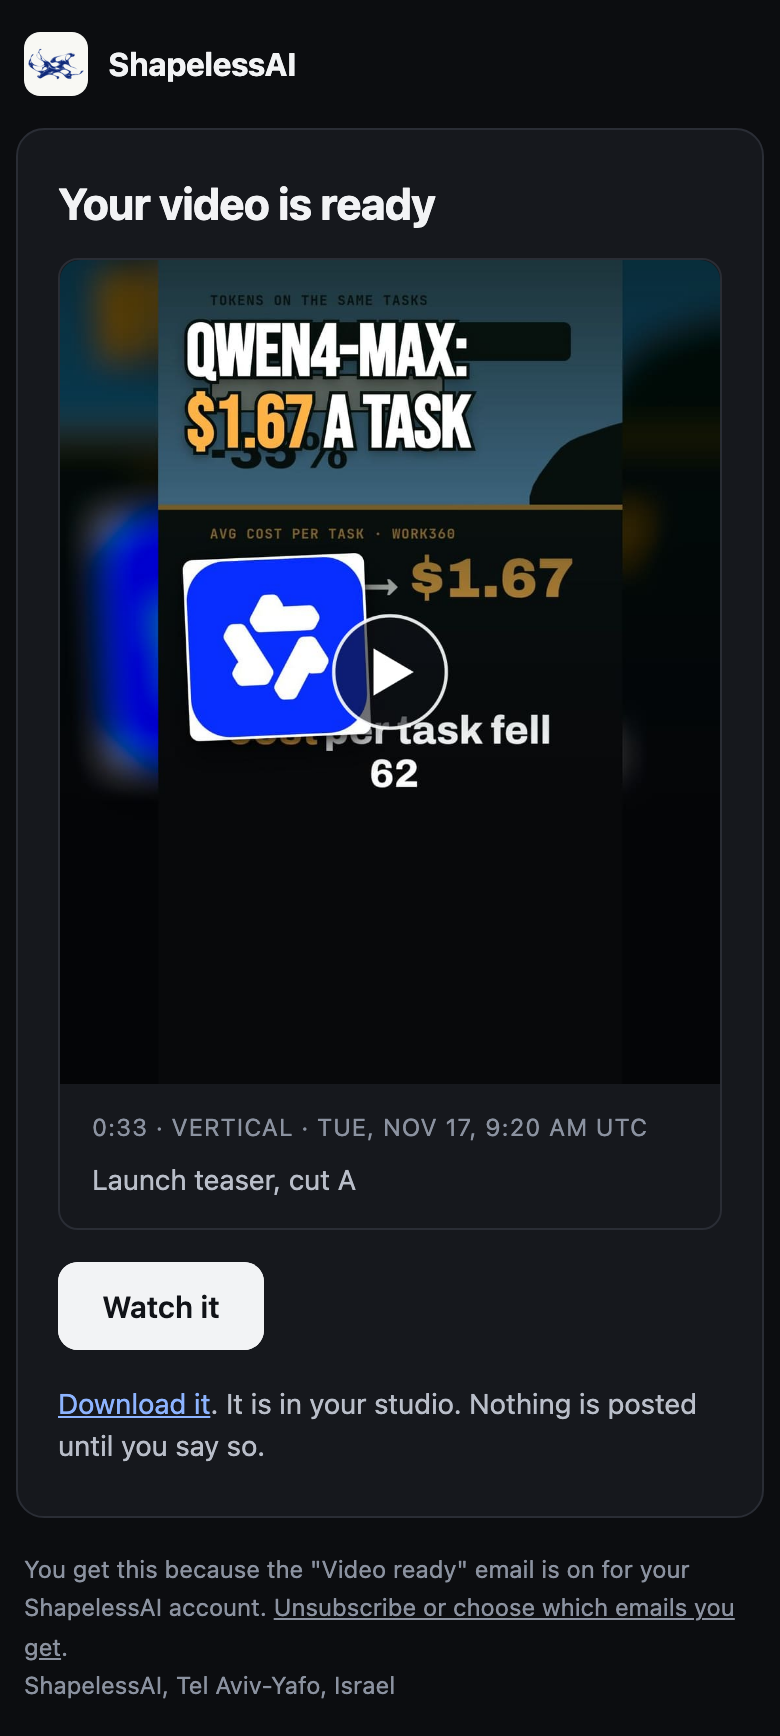 ShapelessAI
Your video is ready
TOKENS ON THE SAME TASKS
QWEN4-MAX:
$1.67 A TASK
-35%
AVG COST PER TASK · WORK360
→ $1.67
cost per task fell
62
0:33 · VERTICAL · TUE, NOV 17, 9:20 AM UTC
Launch teaser, cut A
Watch it
Download it. It is in your studio. Nothing is posted
until you say so.
You get this because the "Video ready" email is on for your
ShapelessAI account. Unsubscribe or choose which emails you
get.
ShapelessAI, Tel Aviv-Yafo, Israel